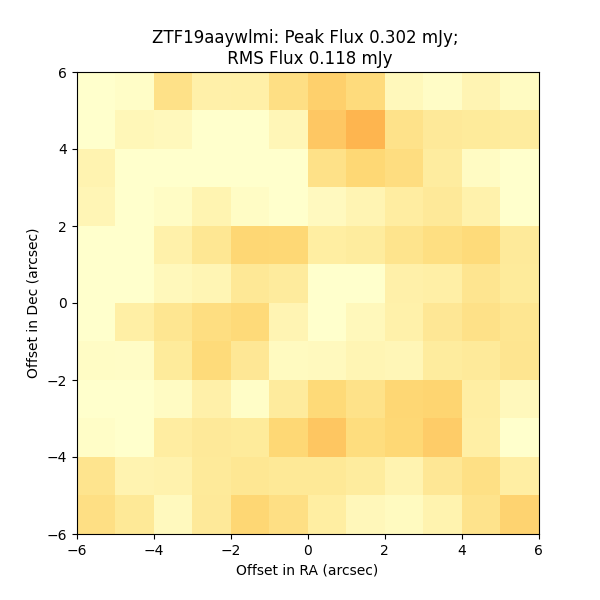 ZTF19aaywlmi: Peak Flux 0.302 mJy;
RMS Flux 0.118 mJy
6
4
2
0
−2
−4
−6
Offset in Dec (arcsec)
−6 −4 −2 0 2 4 6
Offset in RA (arcsec)